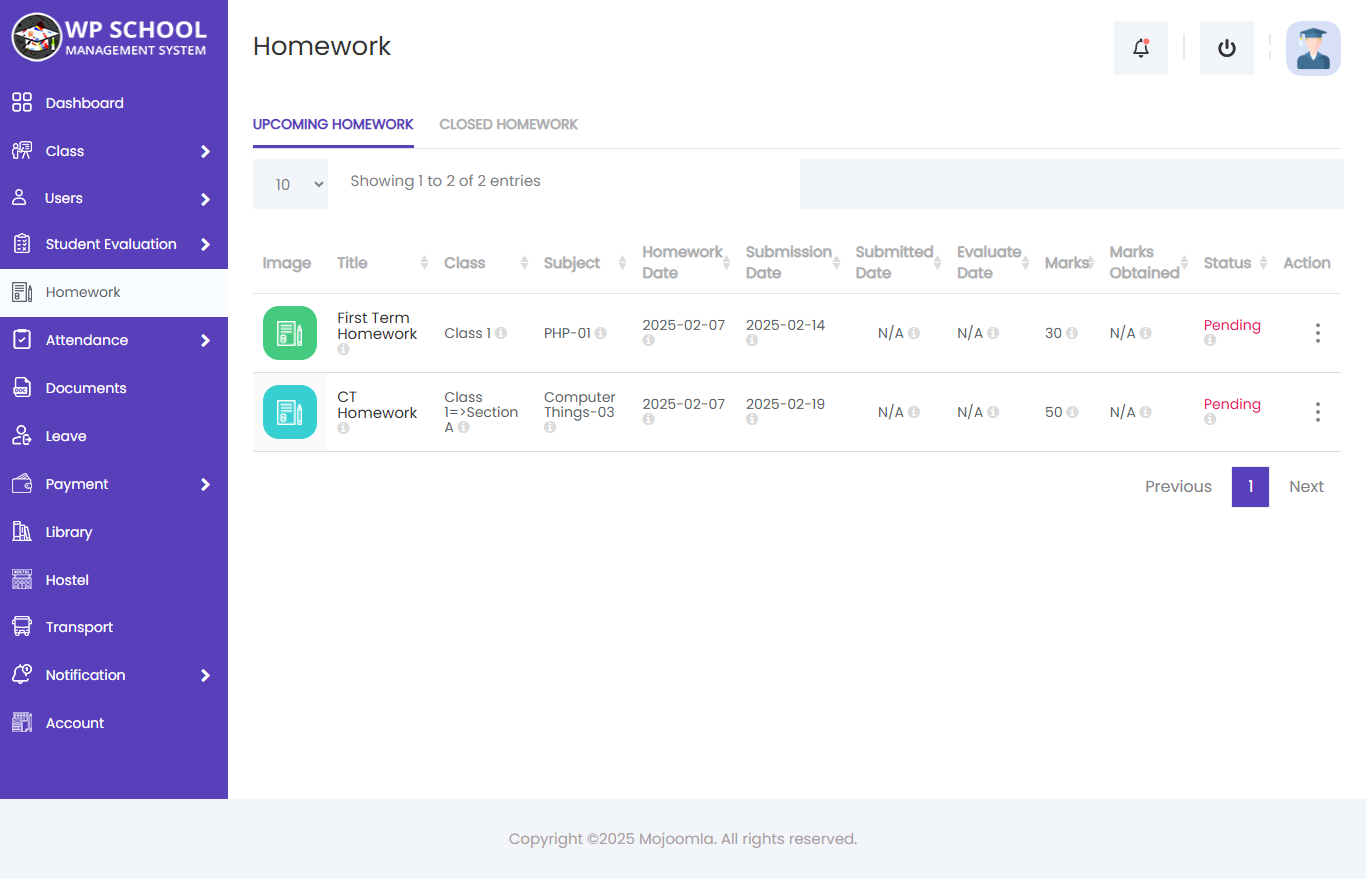 WP SCHOOL
MANAGEMENT SYSTEM
Dashboard
Class
Users
Student Evaluation
Homework
Attendance
Documents
Leave
Payment
Library
Hostel
Transport
Notification
Account
Homework
UPCOMING HOMEWORK CLOSED HOMEWORK
10 Showing 1 to 2 of 2 entries
Image Title Class Subject Homework Date Submission Date Submitted Date Evaluate Date Marks Marks Obtained Status Action
First Term Homework Class 1 PHP-01 2025-02-07 2025-02-14 N/A N/A 30 N/A Pending
CT Homework Class 1=>Section A Computer Things-03 2025-02-07 2025-02-19 N/A N/A 50 N/A Pending
Previous 1 Next
Copyright ©2025 Mojoomla. All rights reserved.